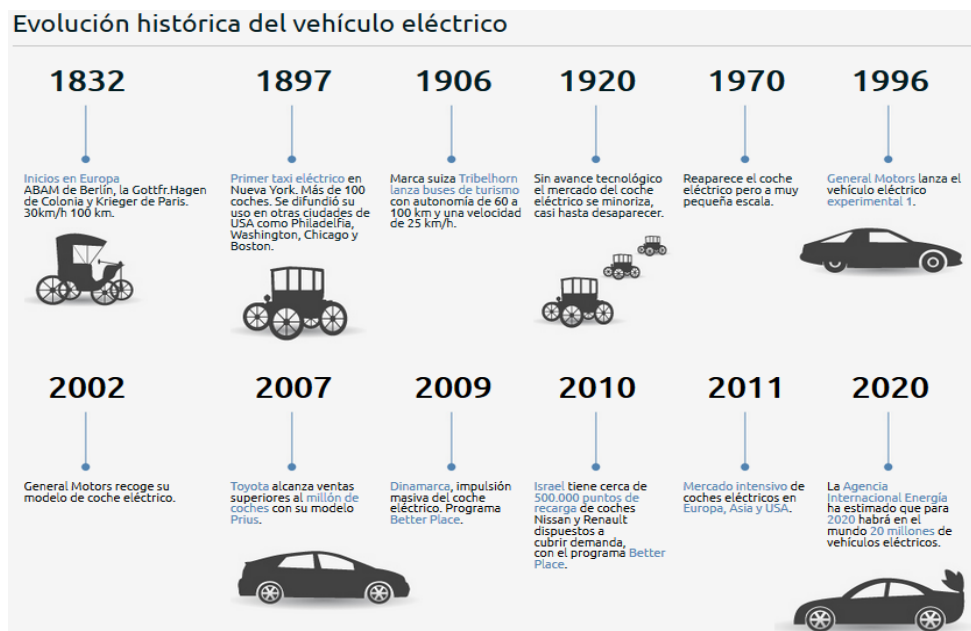 Evolución histórica del vehículo eléctrico
1832
Inicios en Europa
ABAM de Berlín, la Gottfr.Hagen
de Colonia y Krieger de Paris.
30km/h 100 km.
1897
Primer taxi eléctrico en
Nueva York. Más de 100
coches. Se difundió su
uso en otras ciudades de
USA como Philadelfia,
Washington, Chicago y
Boston.
1906
Marca suiza Tribelhorn
lanza buses de turismo
con autonomía de 60 a
100 km y una velocidad
de 25 km/h.
1920
Sin avance tecnológico
el mercado del coche
eléctrico se minoriza,
casi hasta desaparecer.
1970
Reaparece el coche
eléctrico pero a muy
pequeña escala.
1996
General Motors lanza el
vehículo eléctrico
experimental 1.
2002
General Motors recoge su
modelo de coche eléctrico.
2007
Toyota alcanza ventas
superiores al millón de
coches con su modelo
Prius.
2009
Dinamarca, impulsión
masiva del coche
eléctrico. Programa
Better Place.
2010
Israel tiene cerca de
500.000 puntos de
recarga de coches
Nissan y Renault
dispuestos a
cubrir demanda,
con el programa Better
Place.
2011
Mercado intensivo de
coches eléctricos en
Europa, Asia y USA.
2020
La Agencia
Internacional Energía
ha estimado que para
2020 habrá en el
mundo 20 millones de
vehículos eléctricos.